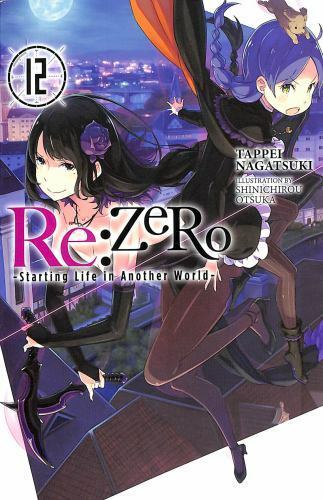 12
TAPPEI
NAGATSUKI
ILLUSTRATION BY
SHINICHIROU
OTSUKA
Re:ZeRo
-Starting Life in Another World-